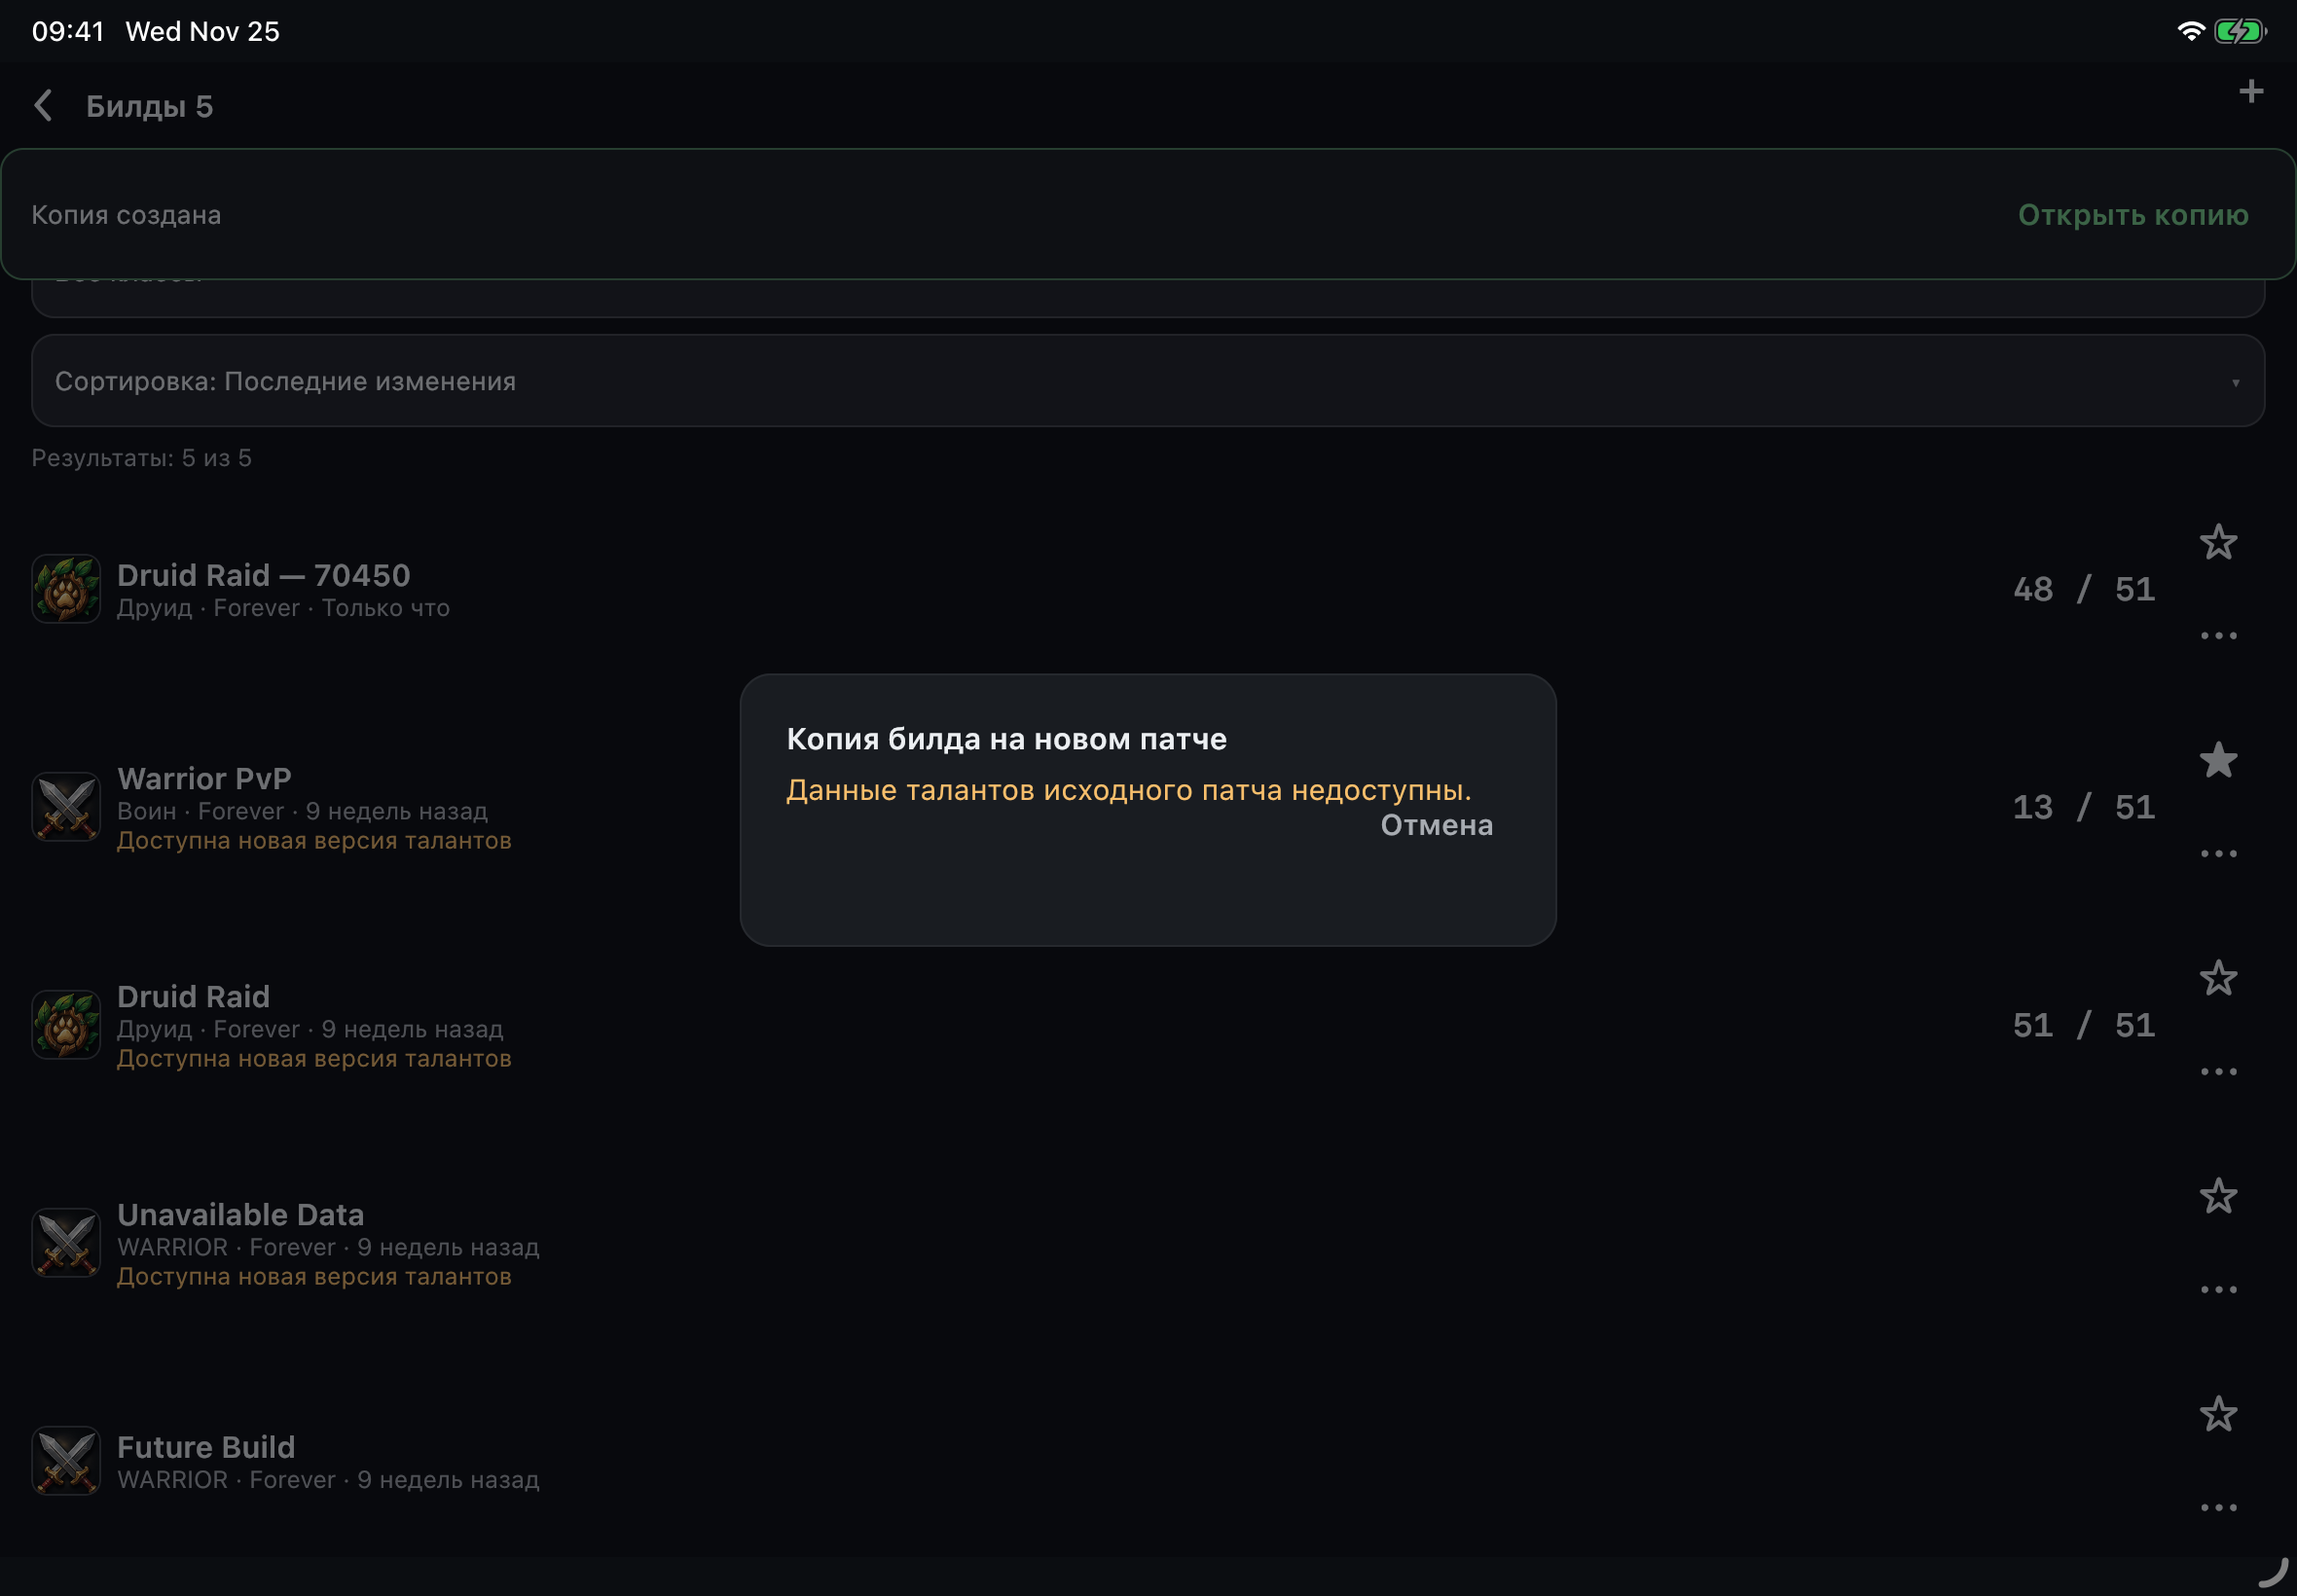 09:41 Wed Nov 25
Билды 5
Копия создана
Открыть копию
Сортировка: Последние изменения
Результаты: 5 из 5
Druid Raid — 70450
Друид · Forever · Только что
48 / 51
Копия билда на новом патче
Данные талантов исходного патча недоступны.
Отмена
Warrior PvP
Воин · Forever · 9 недель назад
Доступна новая версия талантов
13 / 51
Druid Raid
Друид · Forever · 9 недель назад
Доступна новая версия талантов
51 / 51
Unavailable Data
WARRIOR · Forever · 9 недель назад
Доступна новая версия талантов
Future Build
WARRIOR · Forever · 9 недель назад